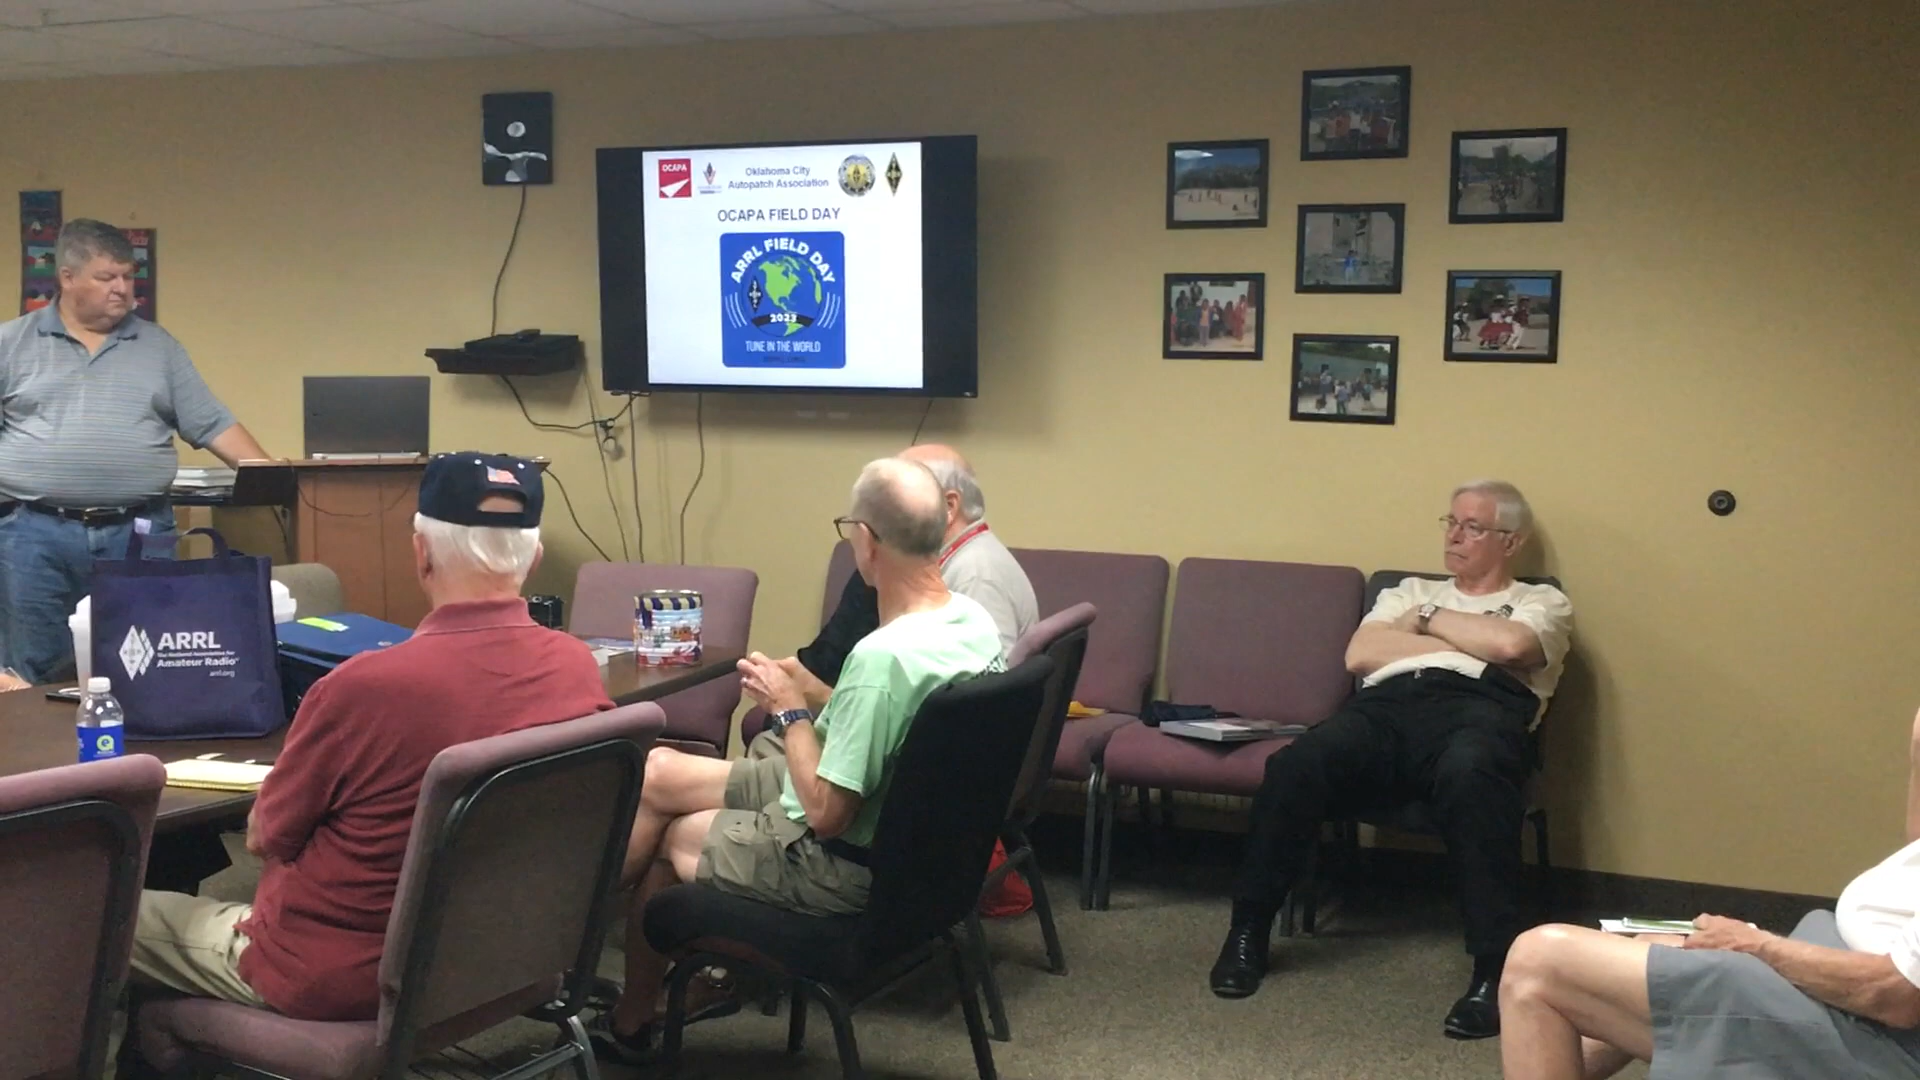 OCAPA
Oklahoma City
Autopatch Association
OCAPA FIELD DAY
ARRL FIELD DAY
2023
TUNE IN THE WORLD
ARRL
The National Association for
Amateur Radio
arrl.org